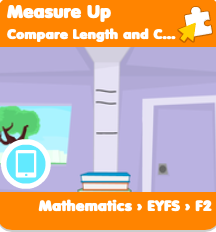 Measure Up
Compare Length and C...
Mathematics › EYFS › F2